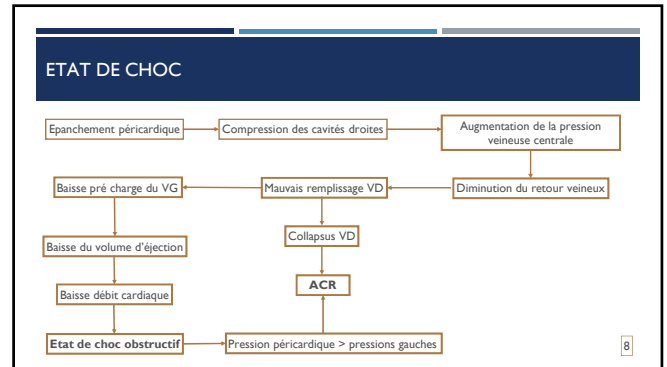 ETAT DE CHOC
Epanchement péricardique
Compression des cavités droites
Augmentation de la pression
veineuse centrale
Diminution du retour veineux
Mauvais remplissage VD
Baisse pré charge du VG
Collapsus VD
Baisse du volume d'éjection
Baisse débit cardiaque
ACR
Etat de choc obstructif
Pression péricardique > pressions gauches
8